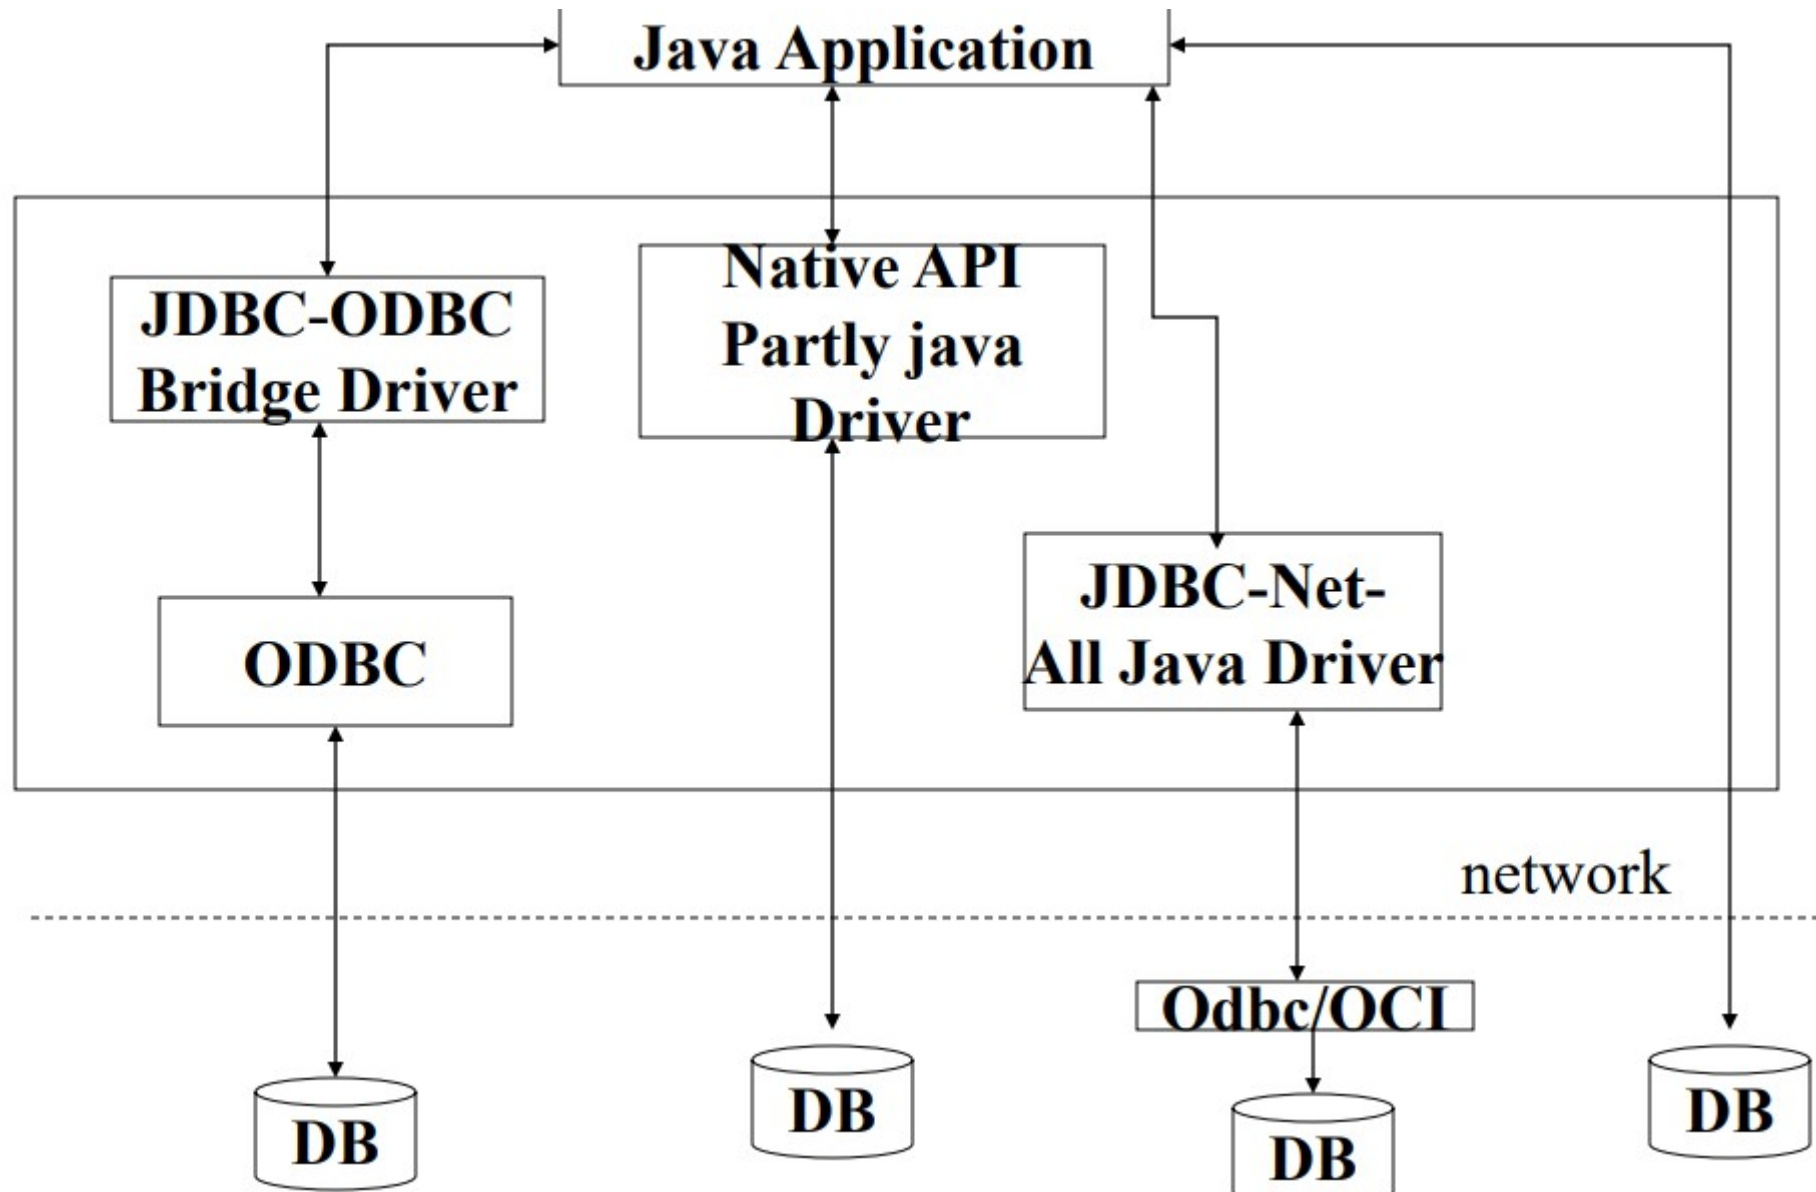 Java Application
JDBC-ODBC
Bridge Driver
Native API
Partly java
Driver
JDBC-Net-
All Java Driver
ODBC
network
Odbc/OCI
DB
DB
DB
DB